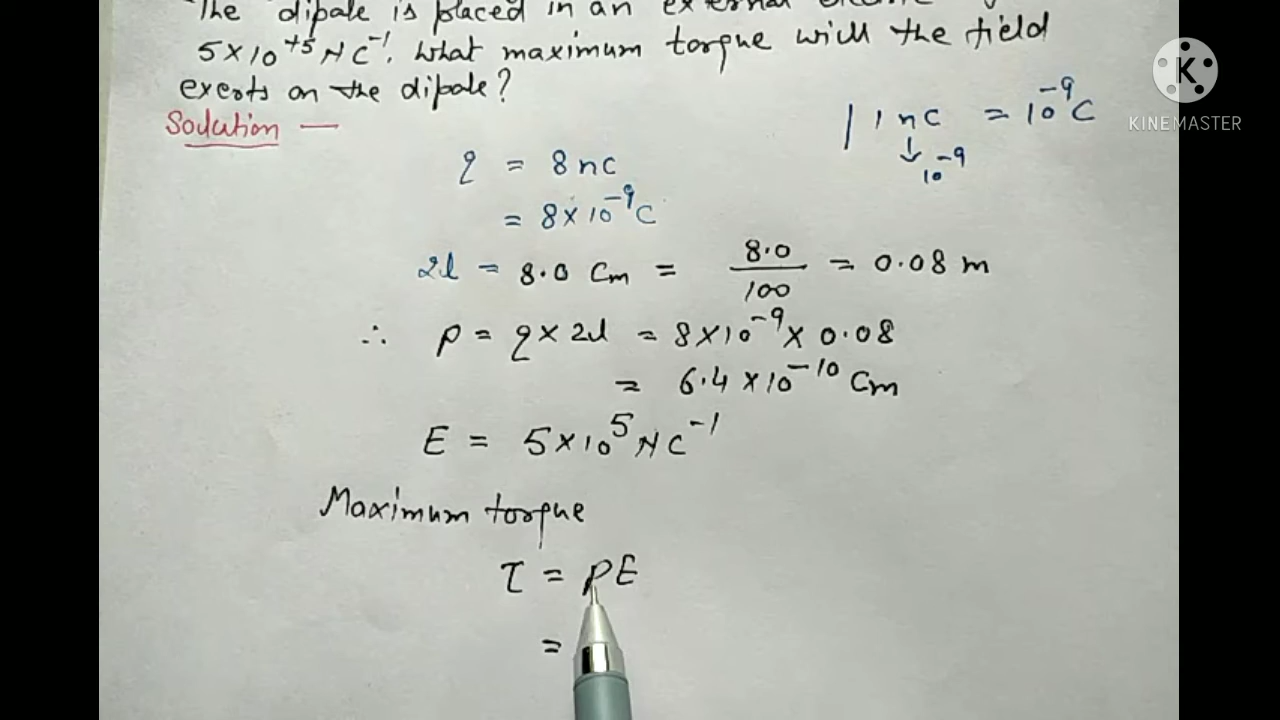 The dipole is placed in an external
5×10⁺⁵ N C⁻¹. What maximum torque will the field
exerts on the dipole?
Solution —
| 1 nc = 10⁻⁹ C
↓
10⁻⁹
q = 8 nc
= 8×10⁻⁹ C
2l = 8.0 Cm = 8.0/100 = 0.08 m
∴ p = q × 2l = 8×10⁻⁹ × 0.08
= 6.4 × 10⁻¹⁰ Cm
E = 5×10⁵ N C⁻¹
Maximum torque
τ = PE
=
K
KINEMASTER